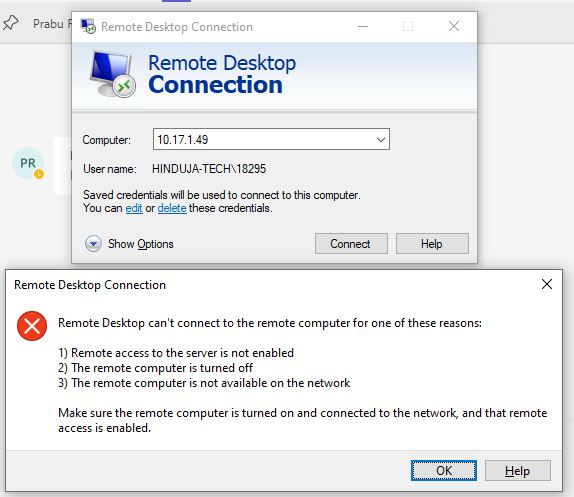 Prabu
Remote Desktop Connection
Remote Desktop
Connection
Computer:
10.17.1.49
User name:
HINDUJA-TECH\18295
PR
Saved credentials will be used to connect to this computer.
You can edit or delete these credentials.
Show Options
Connect
Help
Remote Desktop Connection
Remote Desktop can't connect to the remote computer for one of these reasons:
1) Remote access to the server is not enabled
2) The remote computer is turned off
3) The remote computer is not available on the network
Make sure the remote computer is turned on and connected to the network, and that remote
access is enabled.
OK
Help